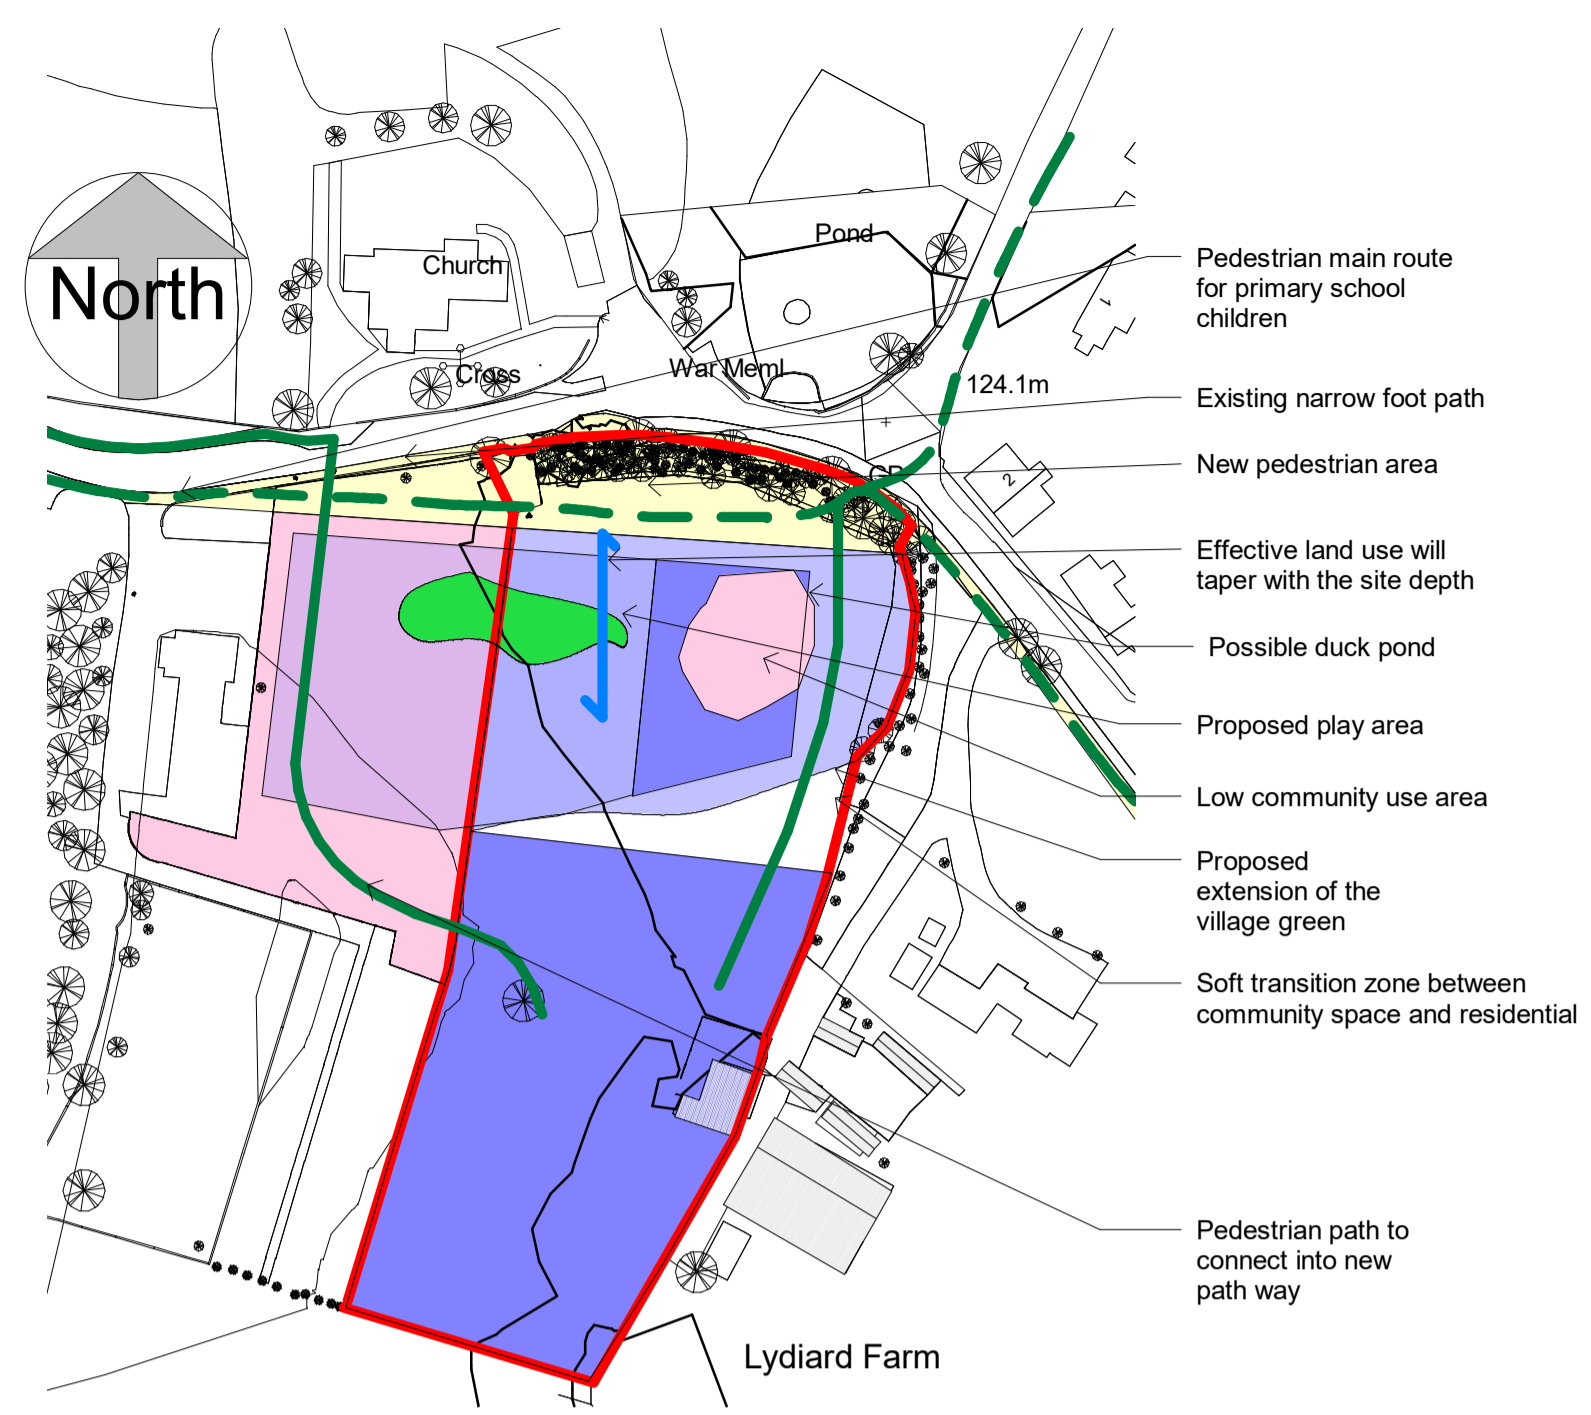 North
Church
Cross
Pond
War Meml
124.1m
1
2
Pedestrian main route
for primary school
children
Existing narrow foot path
New pedestrian area
Effective land use will
taper with the site depth
Possible duck pond
Proposed play area
Low community use area
Proposed
extension of the
village green
Soft transition zone between
community space and residential
Pedestrian path to
connect into new
path way
Lydiard Farm